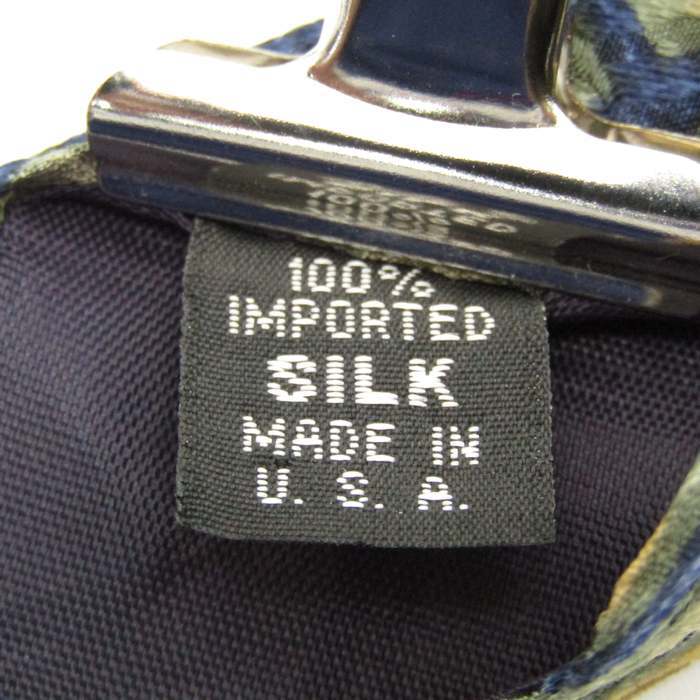 100%
IMPORTED
SILK
MADE IN
U. S. A.